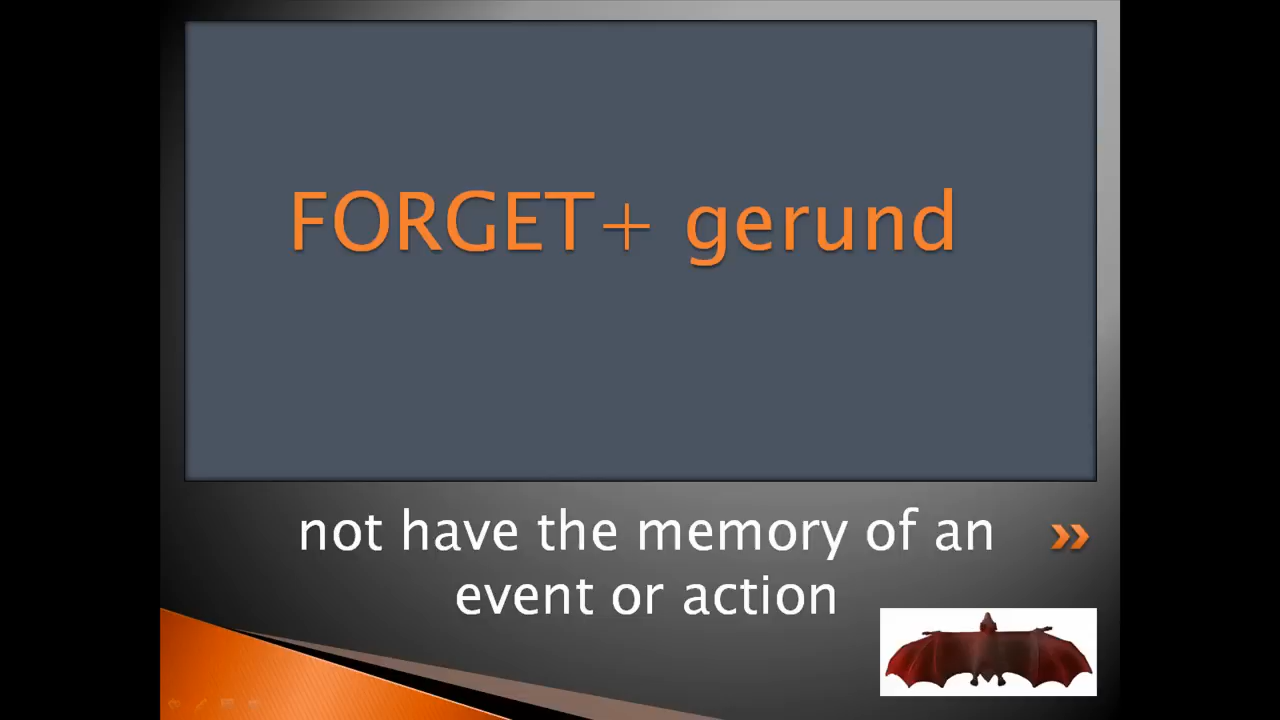 FORGET+ gerund
not have the memory of an
event or action